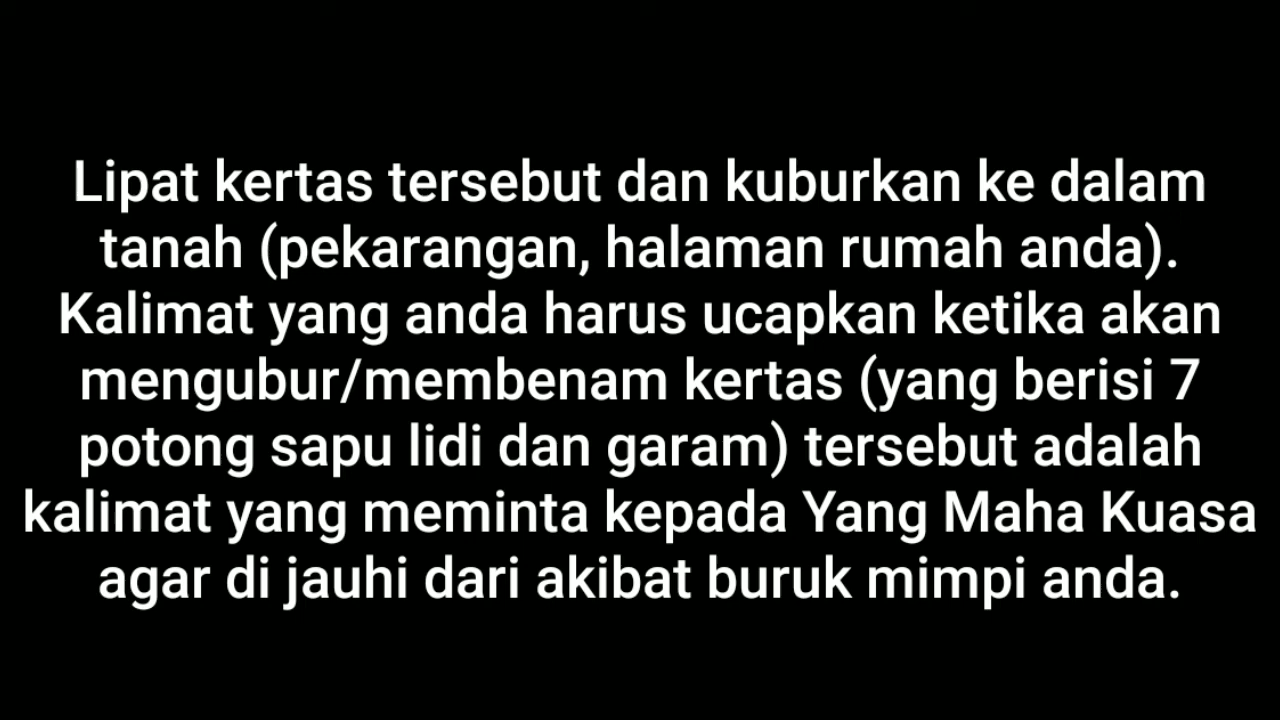 Lipat kertas tersebut dan kuburkan ke dalam
tanah (pekarangan, halaman rumah anda).
Kalimat yang anda harus ucapkan ketika akan
mengubur/membenam kertas (yang berisi 7
potong sapu lidi dan garam) tersebut adalah
kalimat yang meminta kepada Yang Maha Kuasa
agar di jauhi dari akibat buruk mimpi anda.